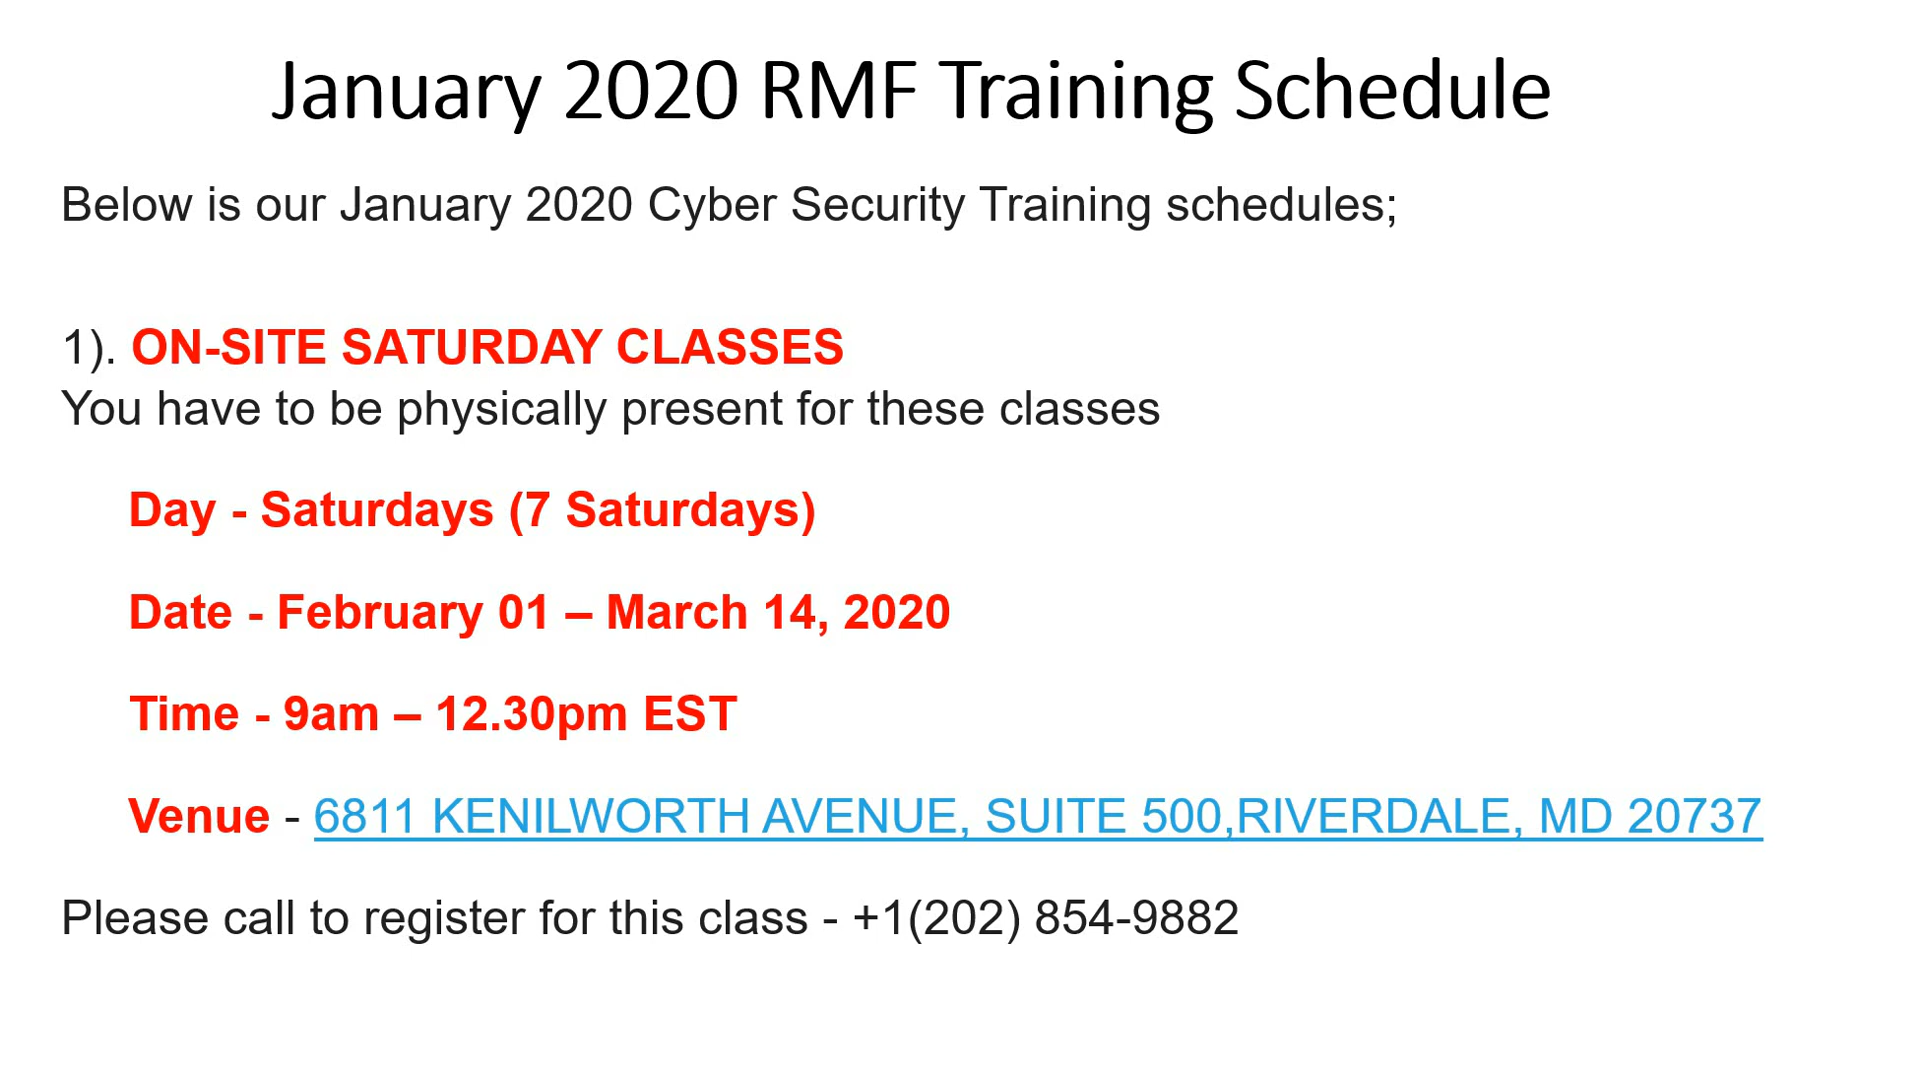 January 2020 RMF Training Schedule
Below is our January 2020 Cyber Security Training schedules;
1). ON-SITE SATURDAY CLASSES
You have to be physically present for these classes
Day - Saturdays (7 Saturdays)
Date - February 01 – March 14, 2020
Time - 9am – 12.30pm EST
Venue - 6811 KENILWORTH AVENUE, SUITE 500,RIVERDALE, MD 20737
Please call to register for this class - +1(202) 854-9882